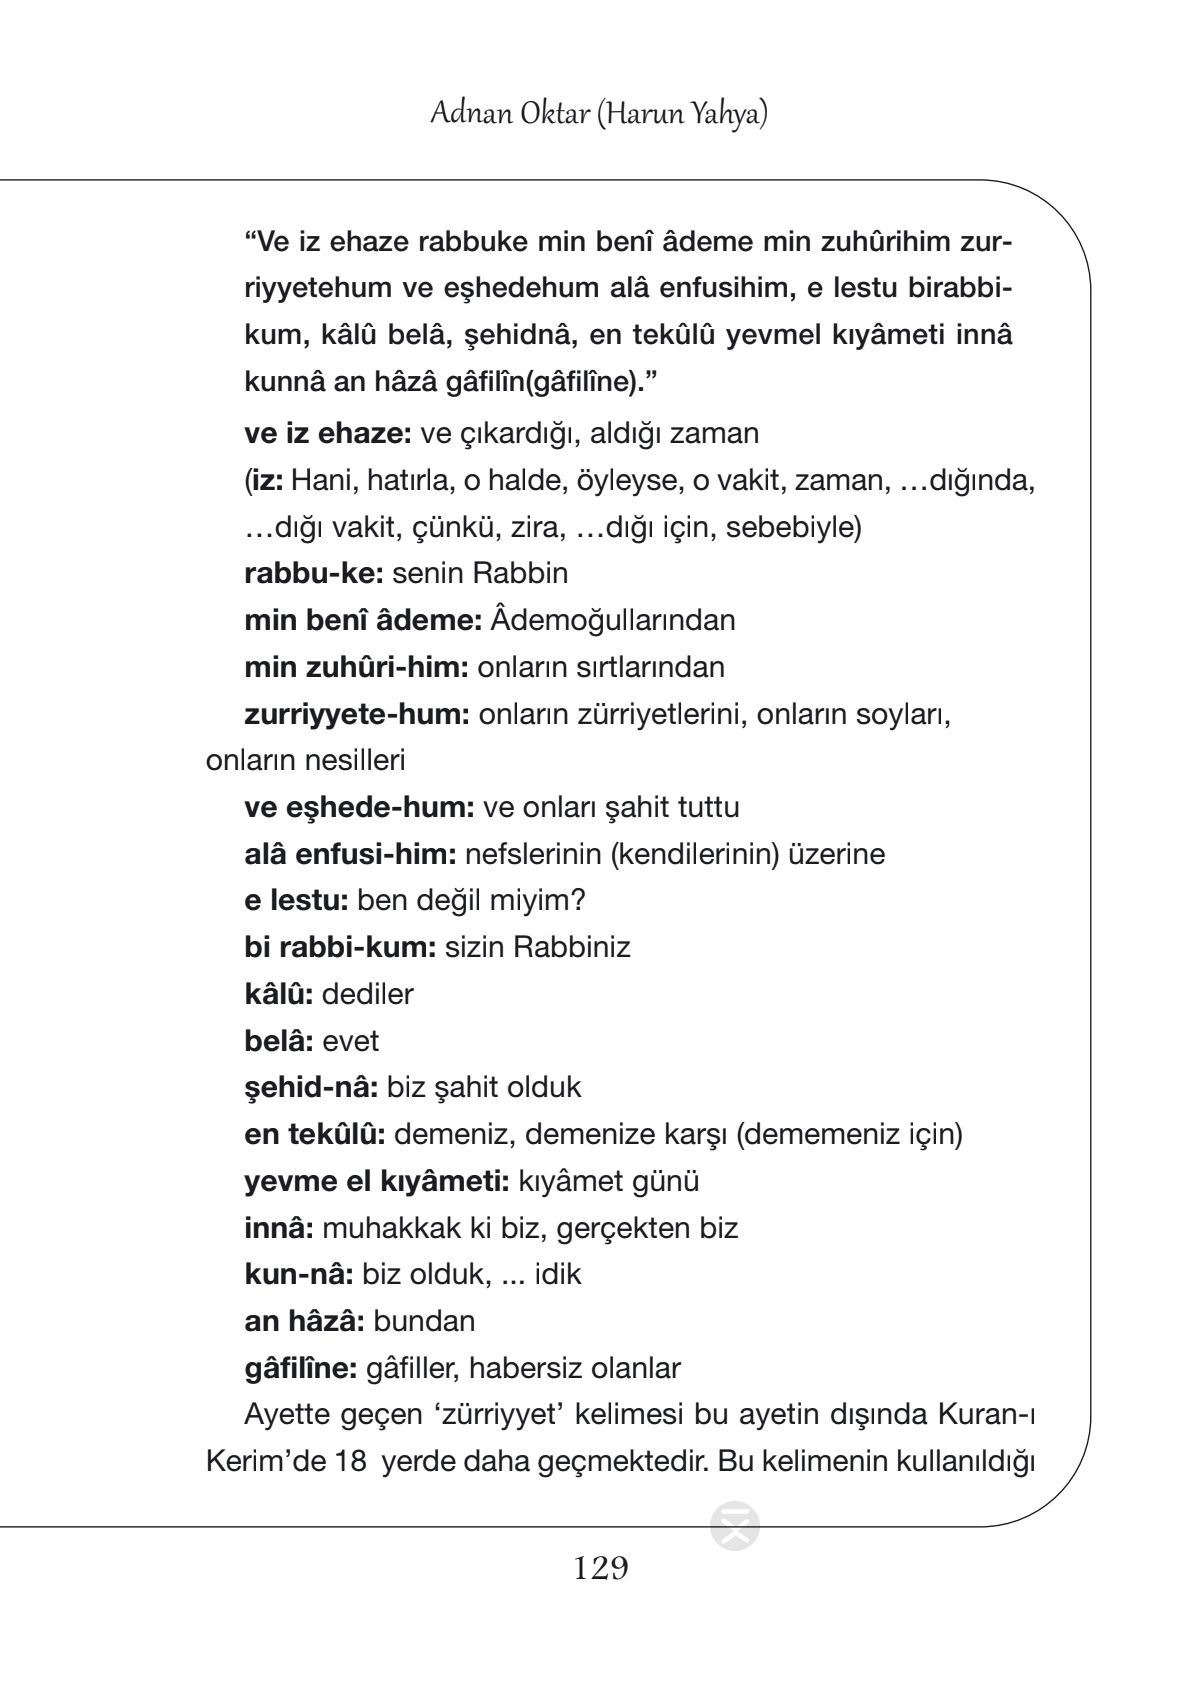 Adnan Oktar (Harun Yahya)
“Ve iz ehaze rabbuke min benî âdeme min zuhûrihim zur-
riyyetehum ve eşhedehum alâ enfusihim, e lestu birabbi-
kum, kâlû belâ, şehidnâ, en tekûlû yevmel kıyâmeti innâ
kunnâ an hâzâ gâfilîn(gâfilîne).”
ve iz ehaze: ve çıkardığı, aldığı zaman
(iz: Hani, hatırla, o halde, öyleyse, o vakit, zaman, …dığında,
…dığı vakit, çünkü, zira, …dığı için, sebebiyle)
rabbu-ke: senin Rabbin
min benî âdeme: Âdemoğullarından
min zuhûri-him: onların sırtlarından
zurriyyete-hum: onların zürriyetlerini, onların soyları,
onların nesilleri
ve eşhede-hum: ve onları şahit tuttu
alâ enfusi-him: nefslerinin (kendilerinin) üzerine
e lestu: ben değil miyim?
bi rabbi-kum: sizin Rabbiniz
kâlû: dediler
belâ: evet
şehid-nâ: biz şahit olduk
en tekûlû: demeniz, demenize karşı (dememeniz için)
yevme el kıyâmeti: kıyâmet günü
innâ: muhakkak ki biz, gerçekten biz
kun-nâ: biz olduk, ... idik
an hâzâ: bundan
gâfilîne: gâfiller, habersiz olanlar
Ayette geçen ‘zürriyyet’ kelimesi bu ayetin dışında Kuran-ı
Kerim’de 18 yerde daha geçmektedir. Bu kelimenin kullanıldığı
129